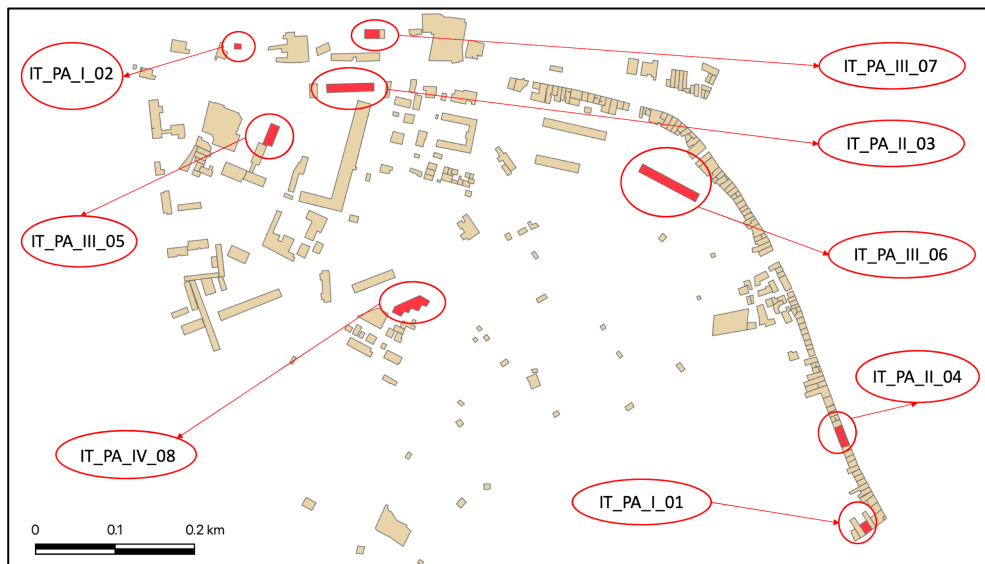 IT_PA_I_02
IT_PA_III_07
IT_PA_II_03
IT_PA_III_05
IT_PA_III_06
IT_PA_II_04
IT_PA_IV_08
IT_PA_I_01
0 0.1 0.2 km